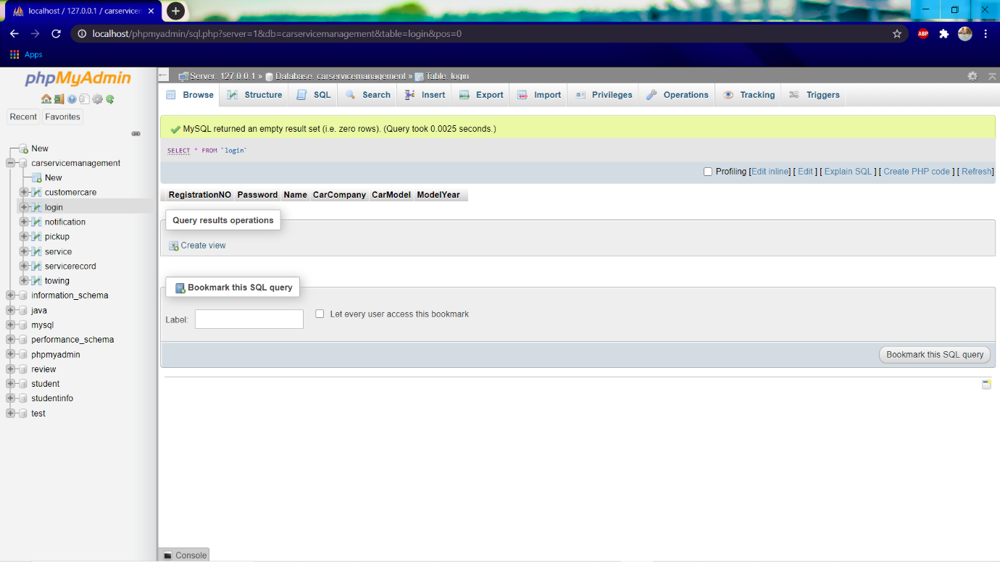 localhost / 127.0.0.1 / carservicen
localhost/phpmyadmin/sql.php?server=1&db=carservicemanagement&table=login&pos=0
ABP
Apps
phpMyAdmin
Recent Favorites
New
carservicemanagement
New
customercare
login
notification
pickup
service
servicerecord
towing
information_schema
java
mysql
performance_schema
phpmyadmin
review
student
studentinfo
test
Server: 127.0.0.1 » Database: carservicemanagement » Table: login
Browse Structure SQL Search Insert Export Import Privileges Operations Tracking Triggers
MySQL returned an empty result set (i.e. zero rows). (Query took 0.0025 seconds.)
SELECT * FROM `login`
Profiling [Edit inline] [ Edit ] [ Explain SQL ] [ Create PHP code ] [ Refresh]
RegistrationNO Password Name CarCompany CarModel ModelYear
Query results operations
Create view
Bookmark this SQL query
Label: Let every user access this bookmark
Bookmark this SQL query
Console